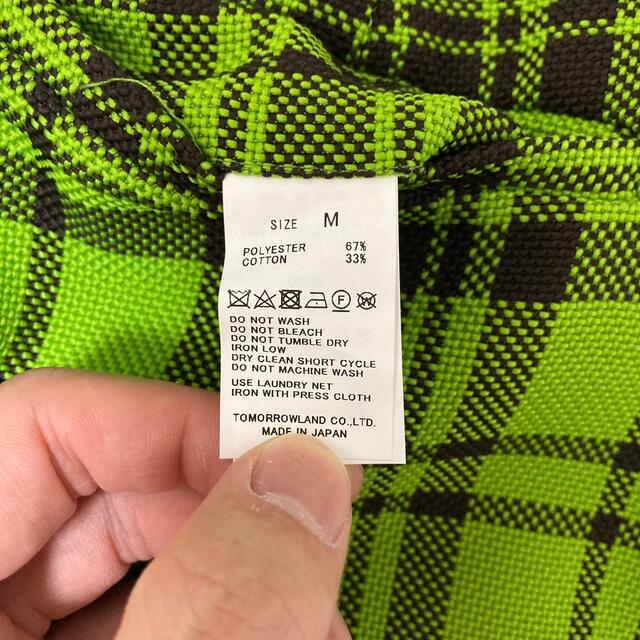 SIZE M
POLYESTER 67%
COTTON 33%
F W
DO NOT WASH
DO NOT BLEACH
DO NOT TUMBLE DRY
IRON LOW
DRY CLEAN SHORT CYCLE
DO NOT MACHINE WASH
USE LAUNDRY NET
IRON WITH PRESS CLOTH
TOMORROWLAND CO.,LTD.
MADE IN JAPAN